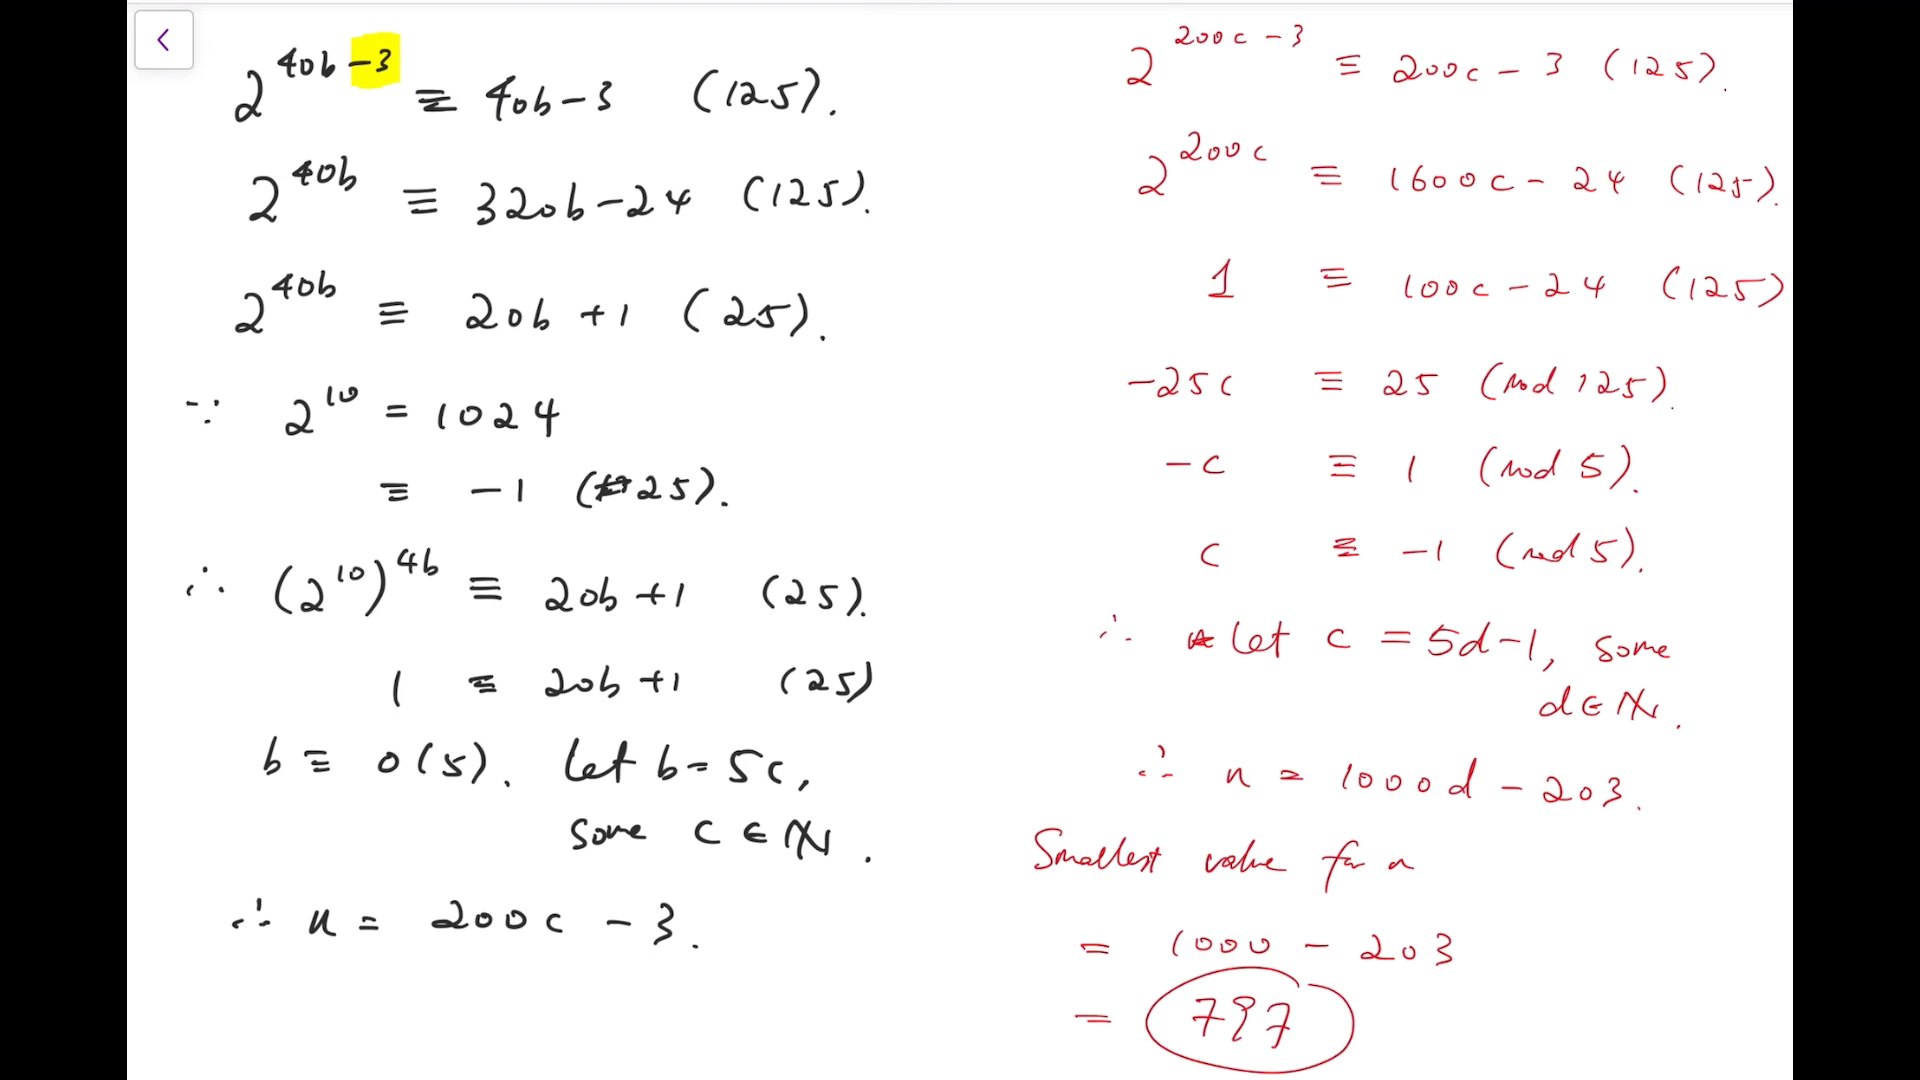 2^{40b-3} ≡ 40b-3 (125).
2^{40b} ≡ 320b-24 (125).
2^{40b} ≡ 20b+1 (25).
∵ 2^{10} = 1024
≡ -1 (25).
∴ (2^{10})^{4b} ≡ 20b+1 (25).
1 ≡ 20b+1 (25)
b ≡ 0(5). Let b=5c,
some c ∈ ℕ.
∴ n = 200c - 3.
2^{200c-3} ≡ 200c-3 (125).
2^{200c} ≡ 1600c-24 (125).
1 ≡ 100c-24 (125)
-25c ≡ 25 (mod 125).
-c ≡ 1 (mod 5).
c ≡ -1 (mod 5).
∴ Let c = 5d-1, some
d ∈ ℕ.
∴ n = 1000d - 203.
Smallest value for n
= 1000 - 203
= 797